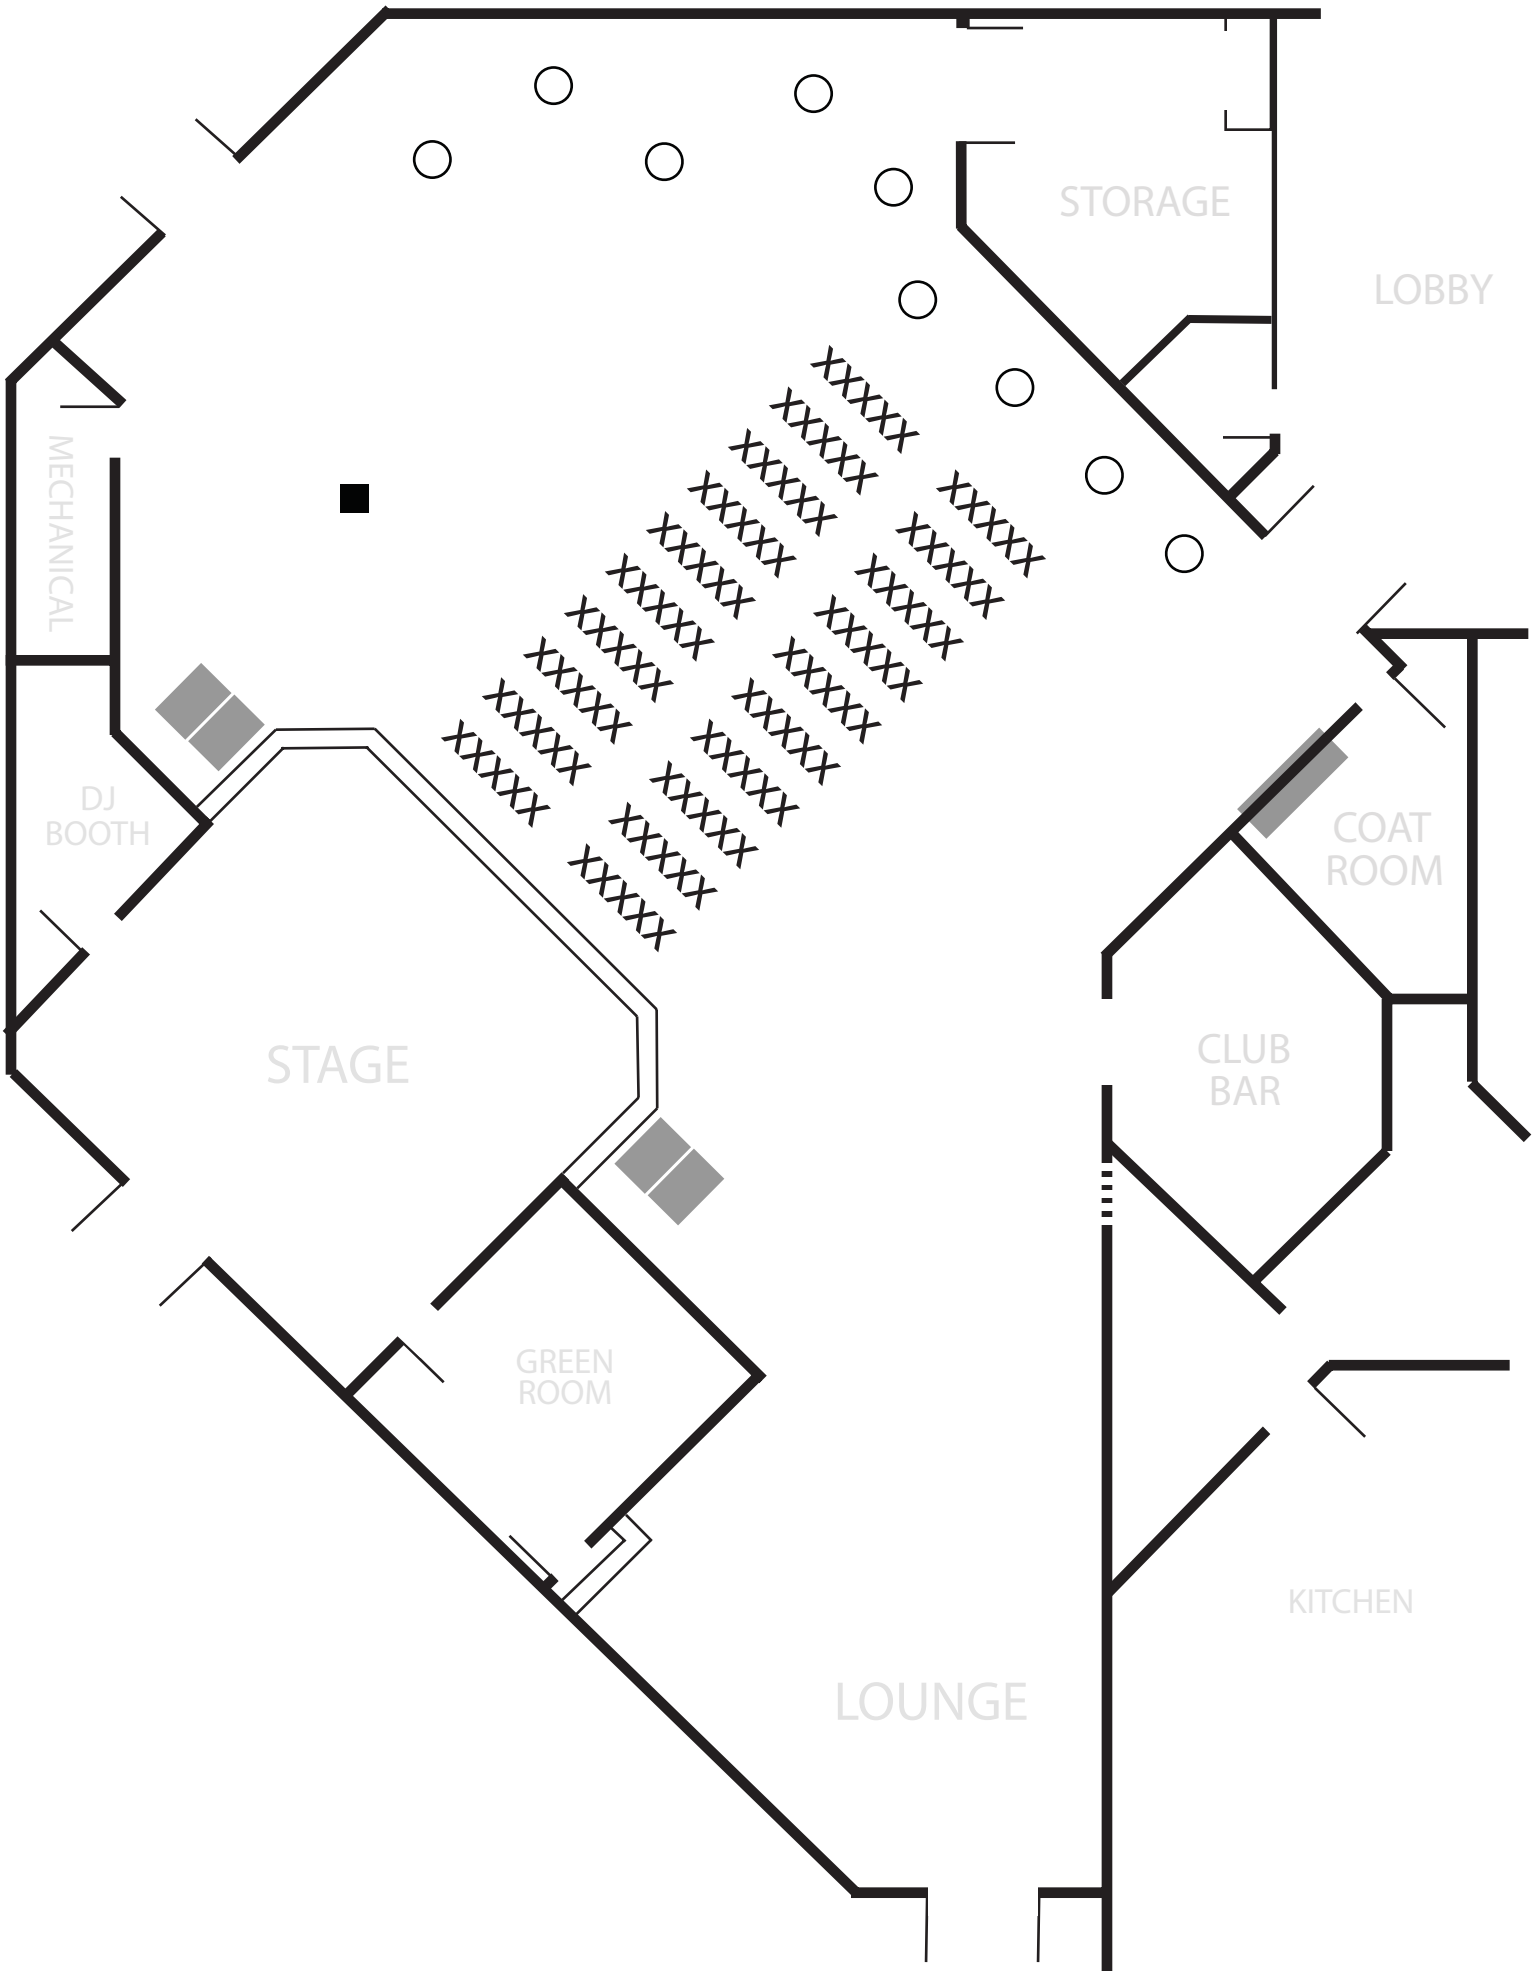 STORAGE
LOBBY
MECHANICAL
DJ
BOOTH
COAT
ROOM
STAGE
CLUB
BAR
GREEN
ROOM
KITCHEN
LOUNGE